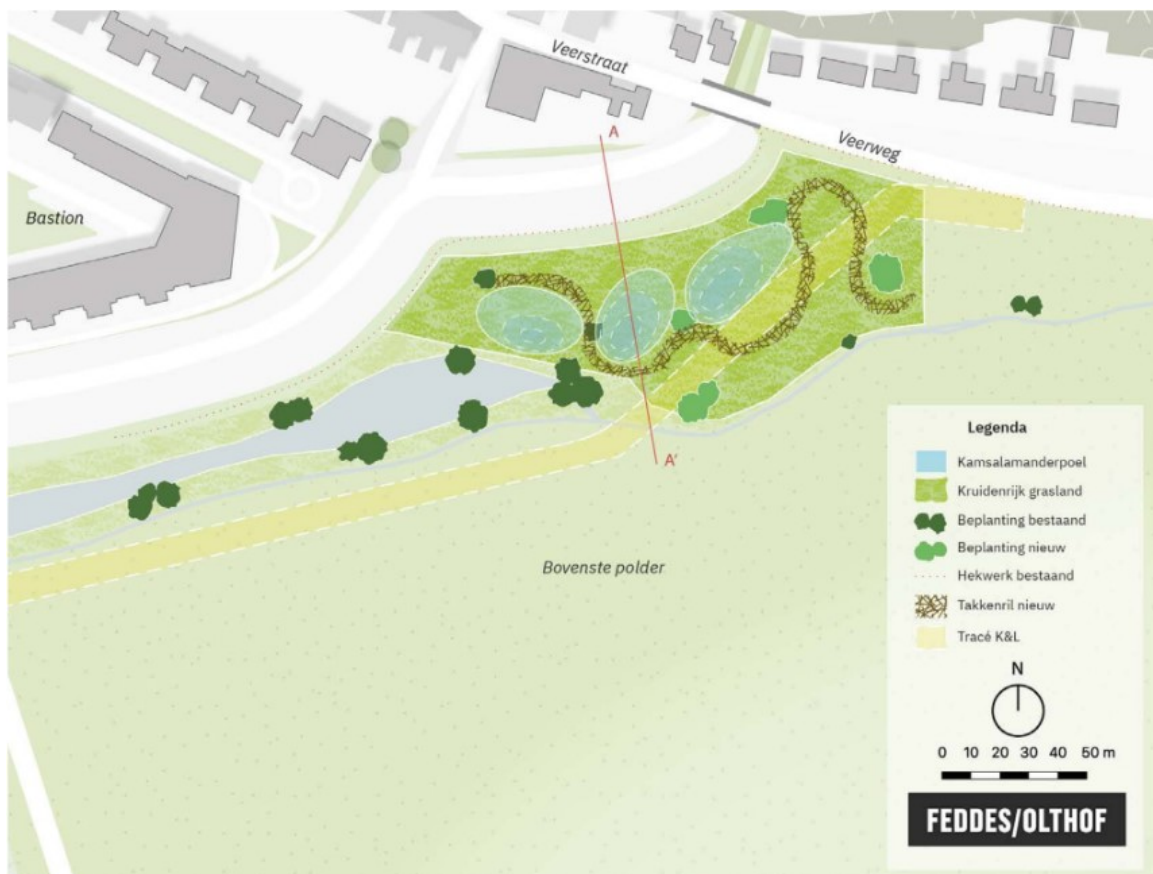 Veerstraat
A
Veerweg
Bastion
A'
Bovenste polder
Legenda
Kamsalamanderpoel
Kruidenrijk grasland
Beplanting bestaand
Beplanting nieuw
Hekwerk bestaand
Takkenril nieuw
Tracé K&L
N
0 10 20 30 40 50 m
FEDDES/OLTHOF